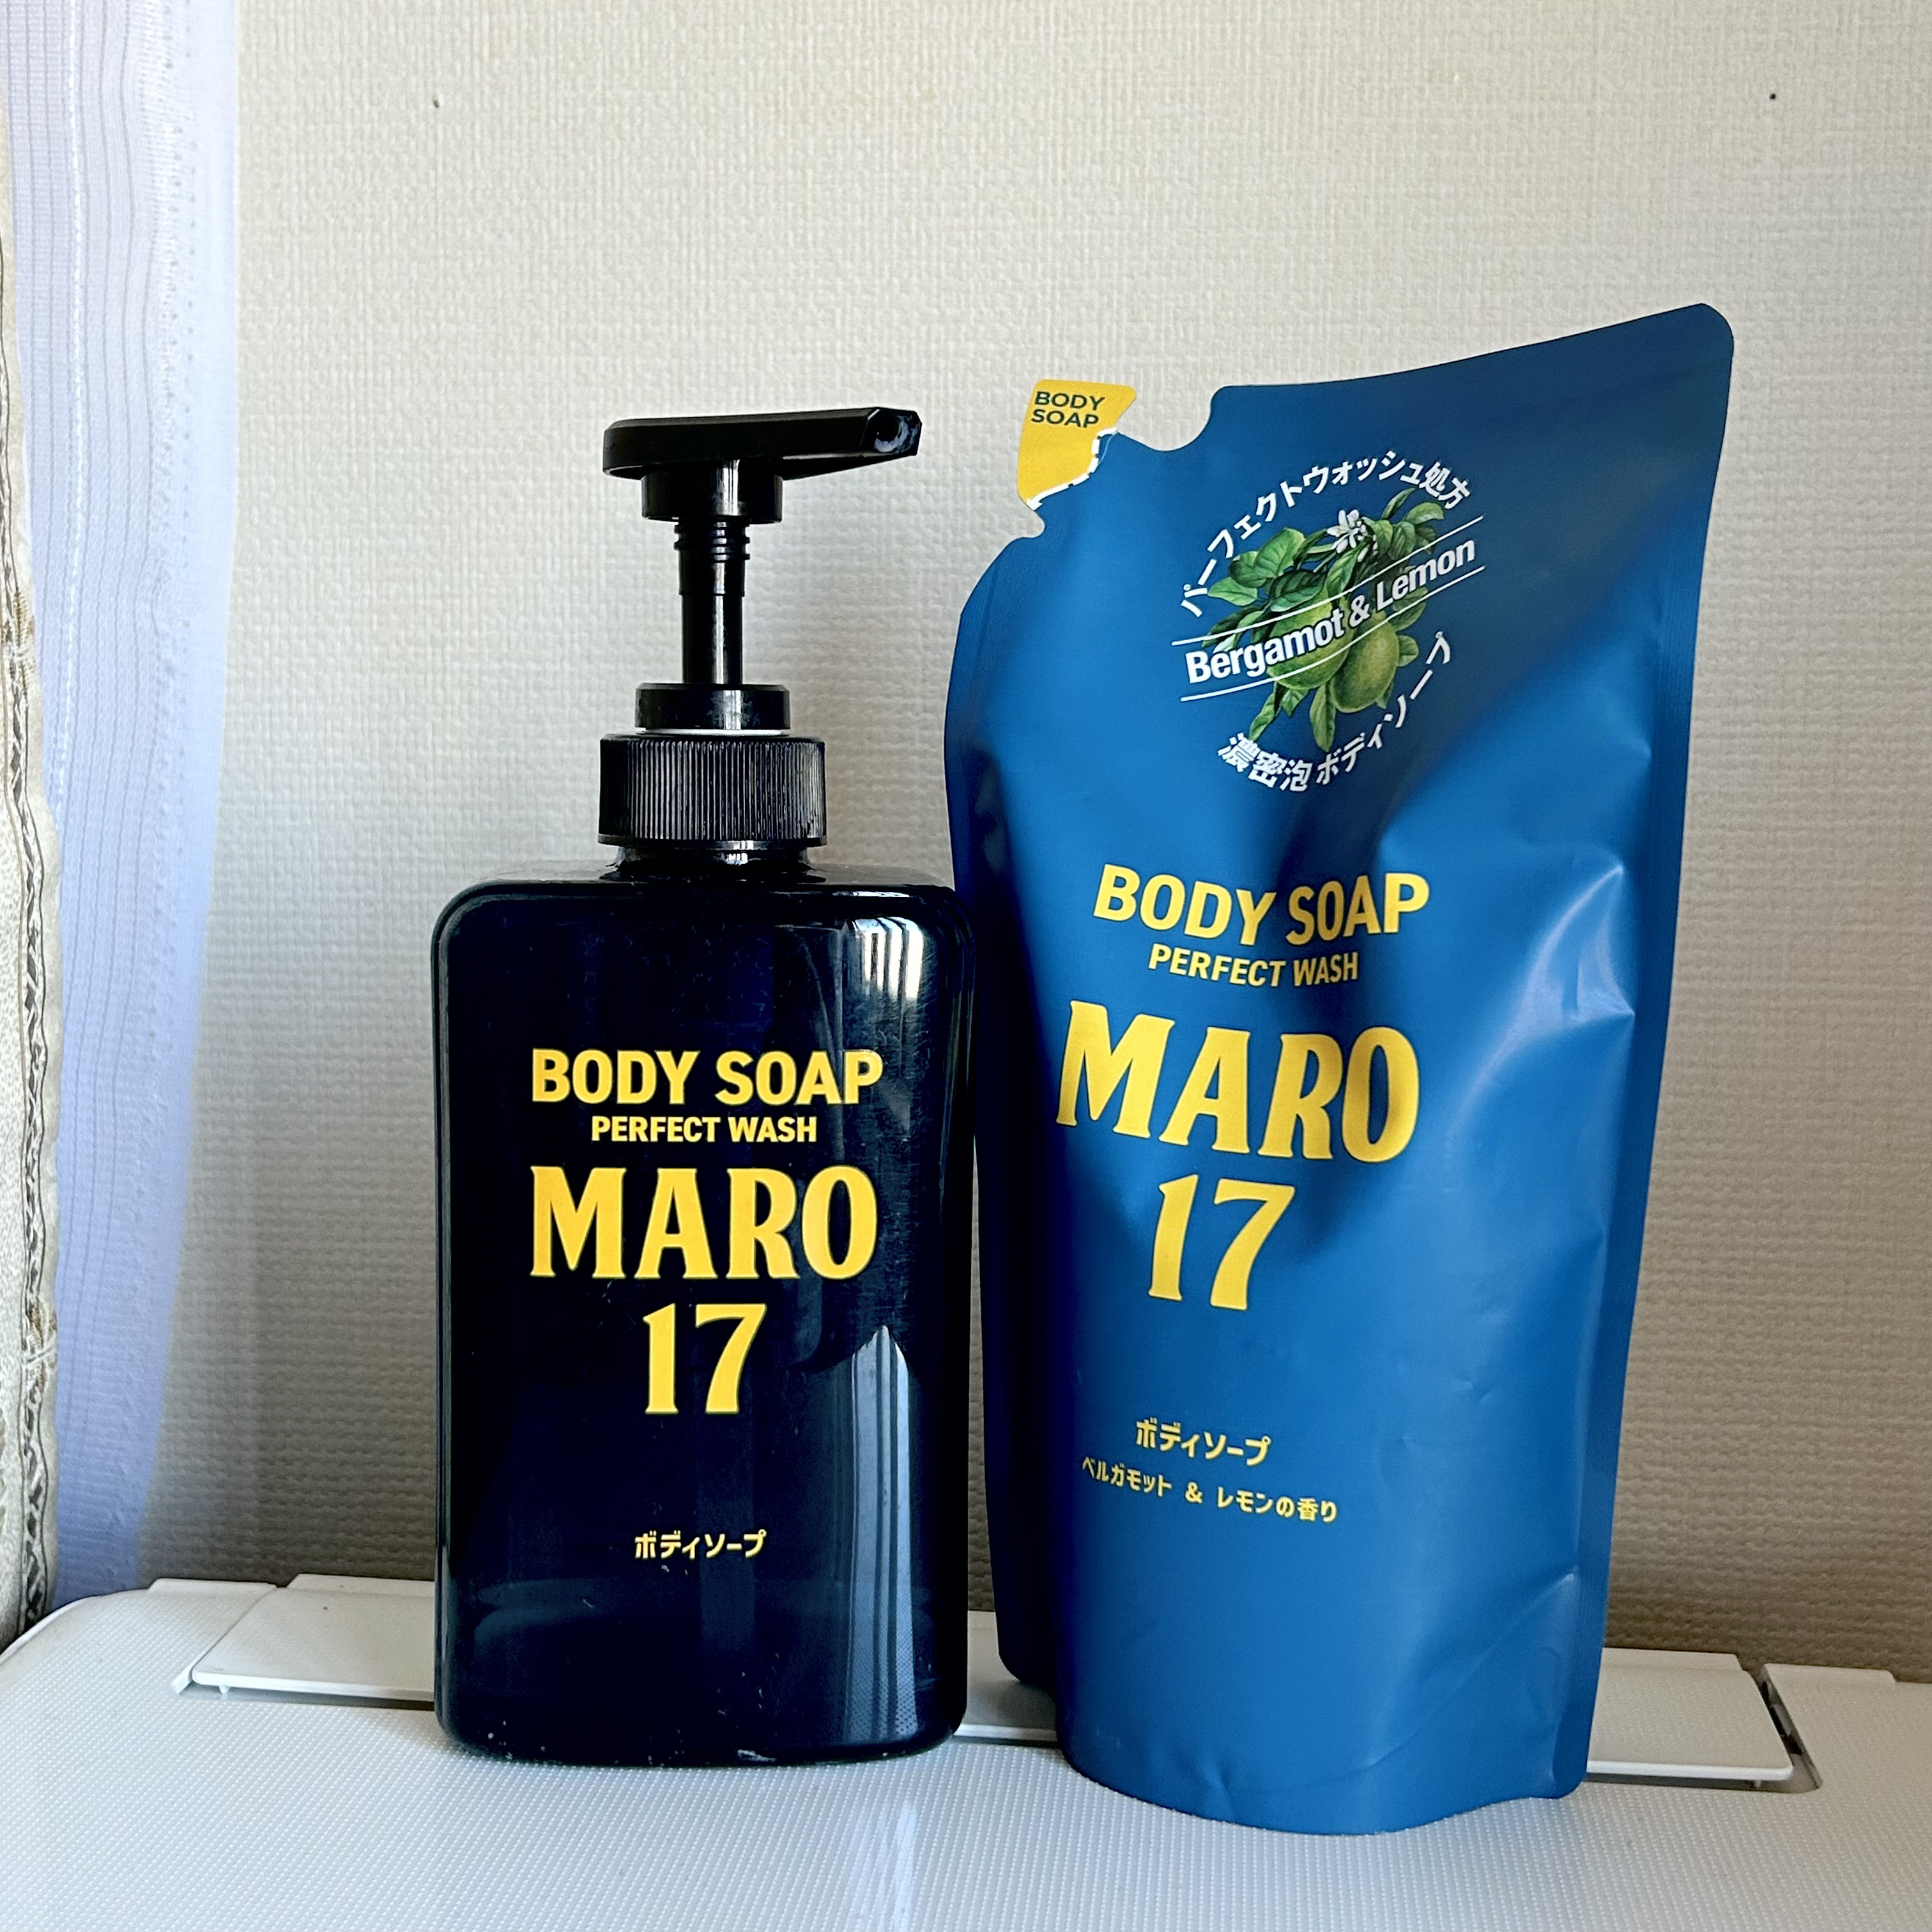 BODY SOAP
PERFECT WASH
MARO
17
ボディソープ
BODY
SOAP
パーフェクトウォッシュ処方
Bergamot & Lemon
濃密泡 ボディソープ
BODY SOAP
PERFECT WASH
MARO
17
ボディソープ
ベルガモット & レモンの香り